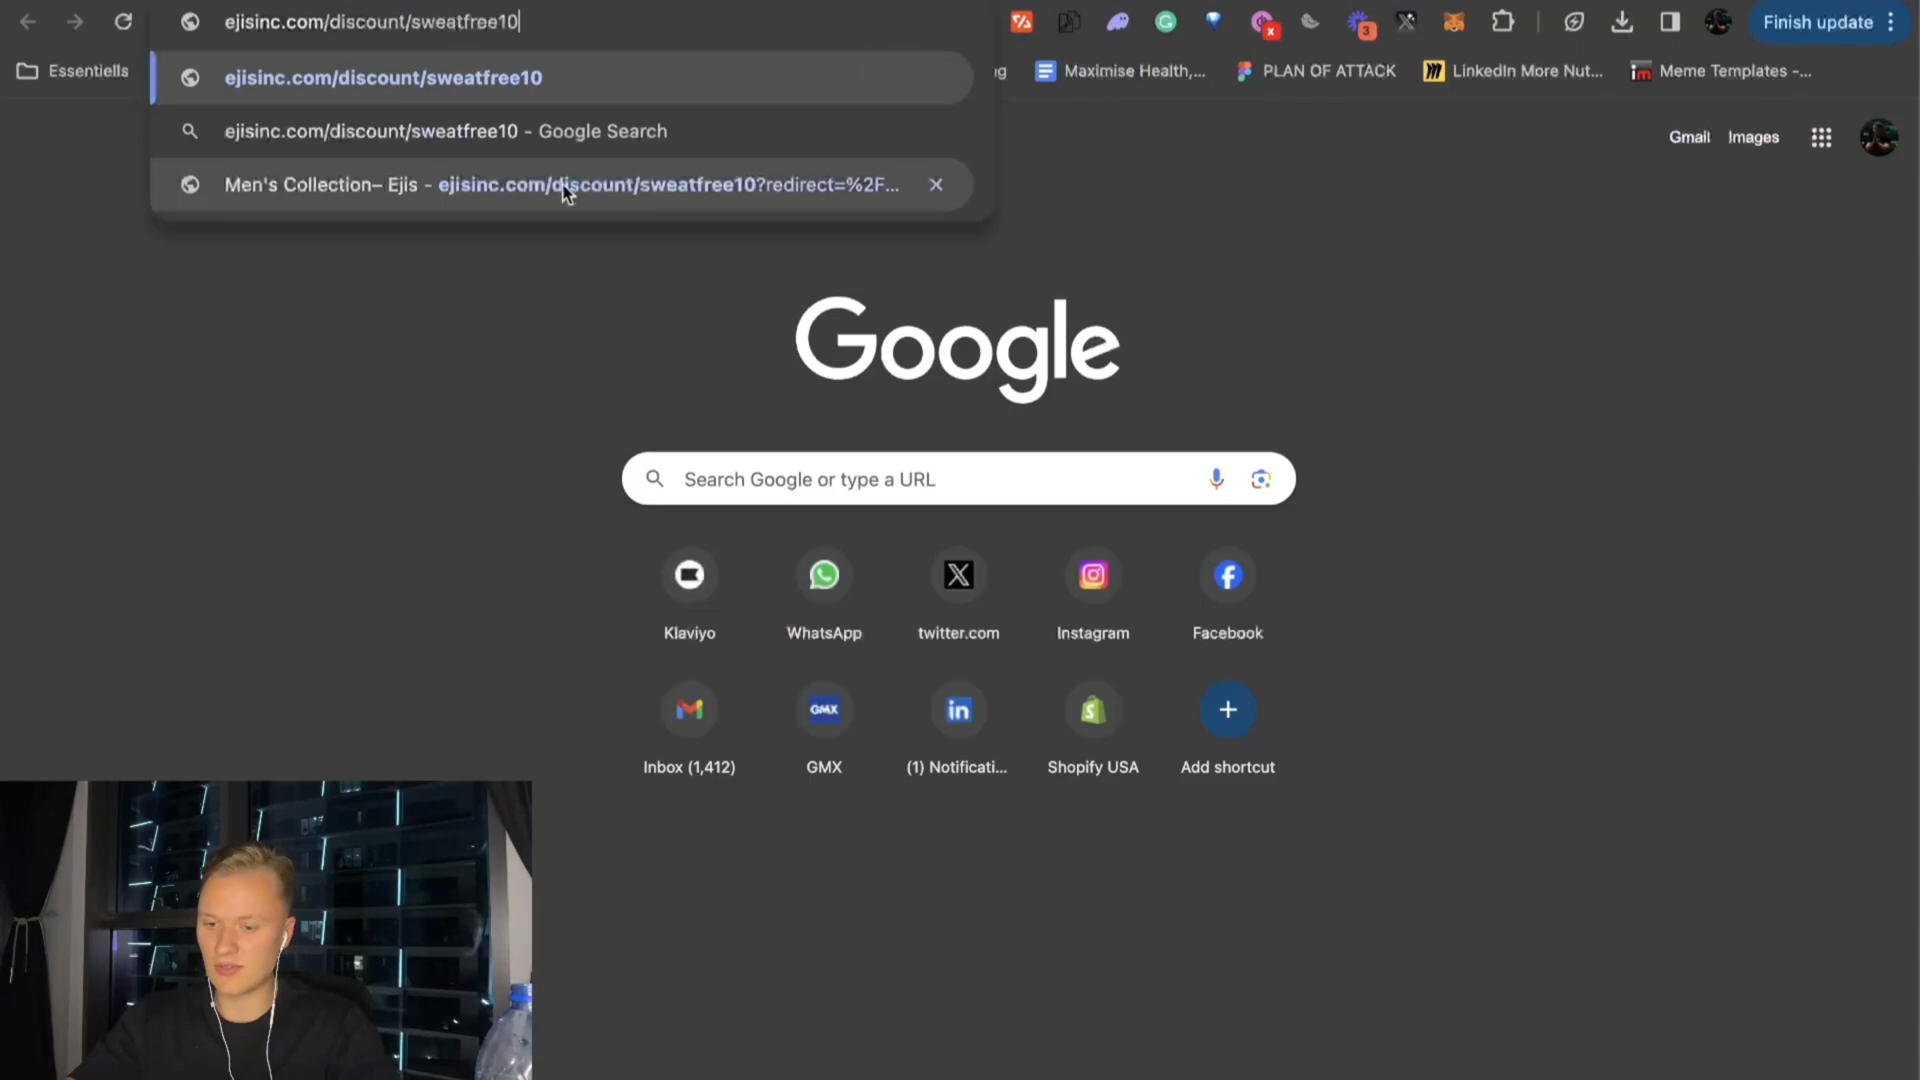 ejisinc.com/discount/sweatfree10
3
x
Finish update
ejisinc.com/discount/sweatfree10
ejisinc.com/discount/sweatfree10 - Google Search
Men's Collection– Ejis - ejisinc.com/discount/sweatfree10?redirect=%2F...
Essentiells
Maximise Health,...
PLAN OF ATTACK
LinkedIn More Nut...
im
Meme Templates -...
Gmail
Images
Google
Search Google or type a URL
Klaviyo
WhatsApp
twitter.com
Instagram
Facebook
GMX
in
Inbox (1,412)
GMX
(1) Notificati...
Shopify USA
Add shortcut